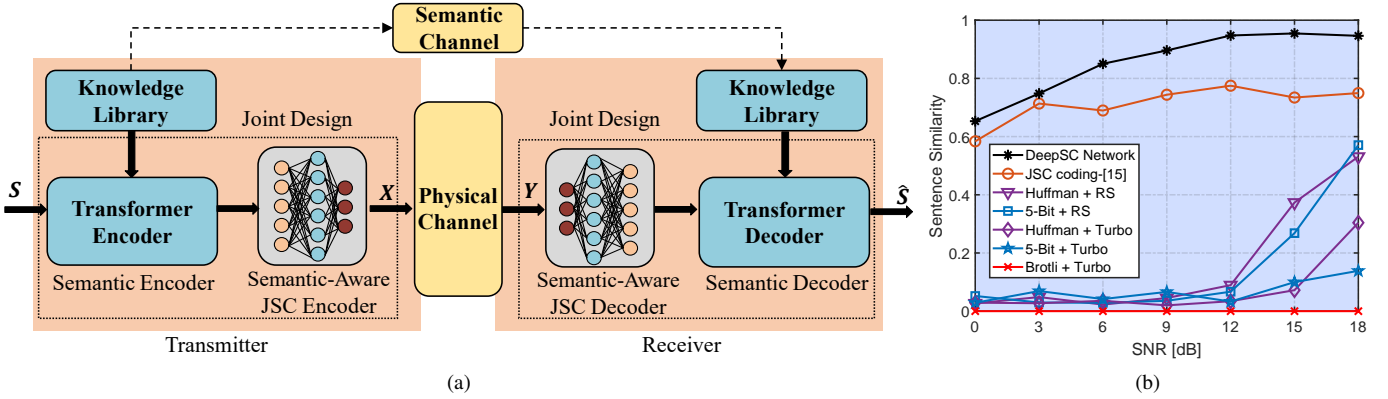 Semantic
Channel
Knowledge
Library
Joint Design
S
Transformer
Encoder
Semantic Encoder
Semantic-Aware
JSC Encoder
X
Transmitter
Physical
Channel
Y
Joint Design
Semantic-Aware
JSC Decoder
Knowledge
Library
Transformer
Decoder
Semantic Decoder
Ŝ
Receiver
(a)
Sentence Similarity
1
0.8
0.6
0.4
0.2
0
DeepSC Network
JSC coding-[15]
Huffman + RS
5-Bit + RS
Huffman + Turbo
5-Bit + Turbo
Brotli + Turbo
0 3 6 9 12 15 18
SNR [dB]
(b)